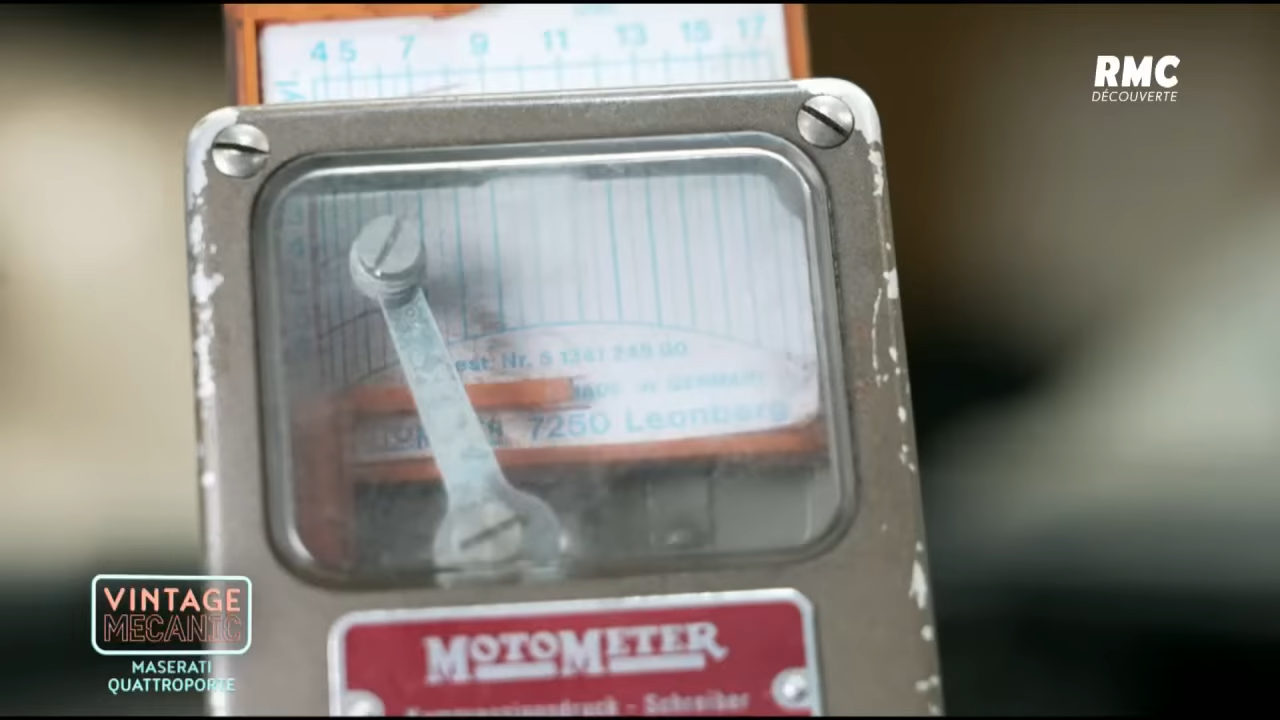 4 5 7 9 11 13 15 17
RMC
DÉCOUVERTE
Best. Nr. 5 1341 248 00
MADE IN GERMANY
7250 Leonberg
VINTAGE
MECANIC
MASERATI
QUATTROPORTE
MOTOMETER
Kompressionsdruck - Schreiber